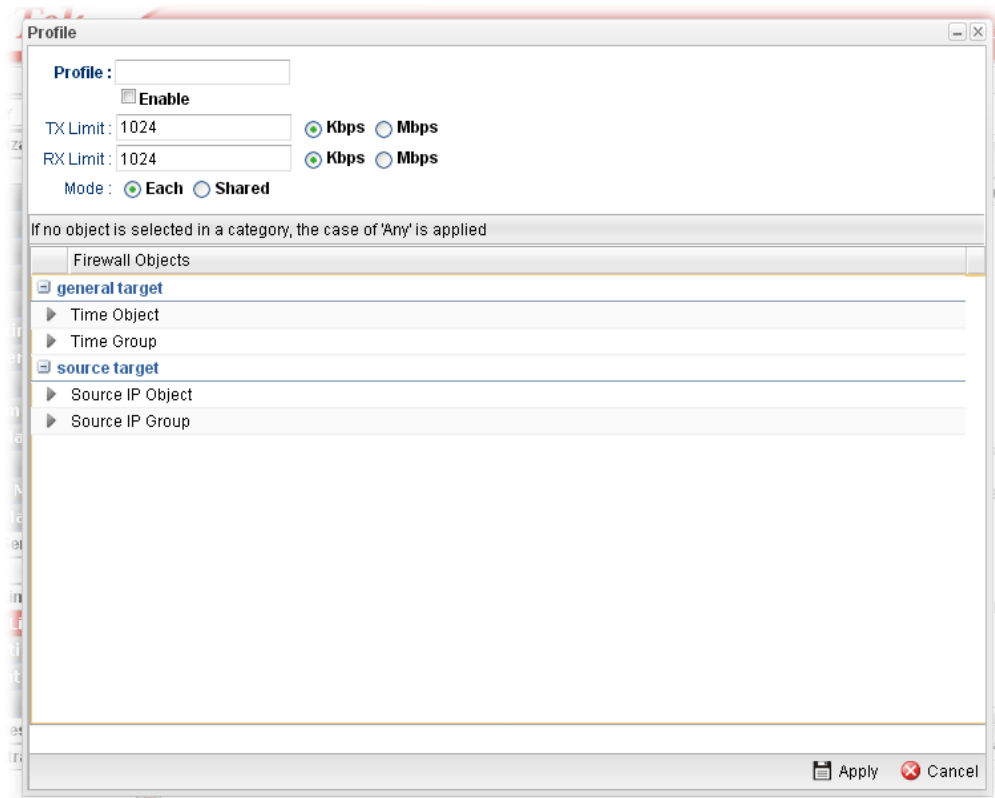 Tek
Profile
Profile :
Enable
TX Limit : 1024 Kbps Mbps
RX Limit : 1024 Kbps Mbps
Mode : Each Shared
If no object is selected in a category, the case of 'Any' is applied
Firewall Objects
general target
Time Object
Time Group
source target
Source IP Object
Source IP Group
Apply Cancel